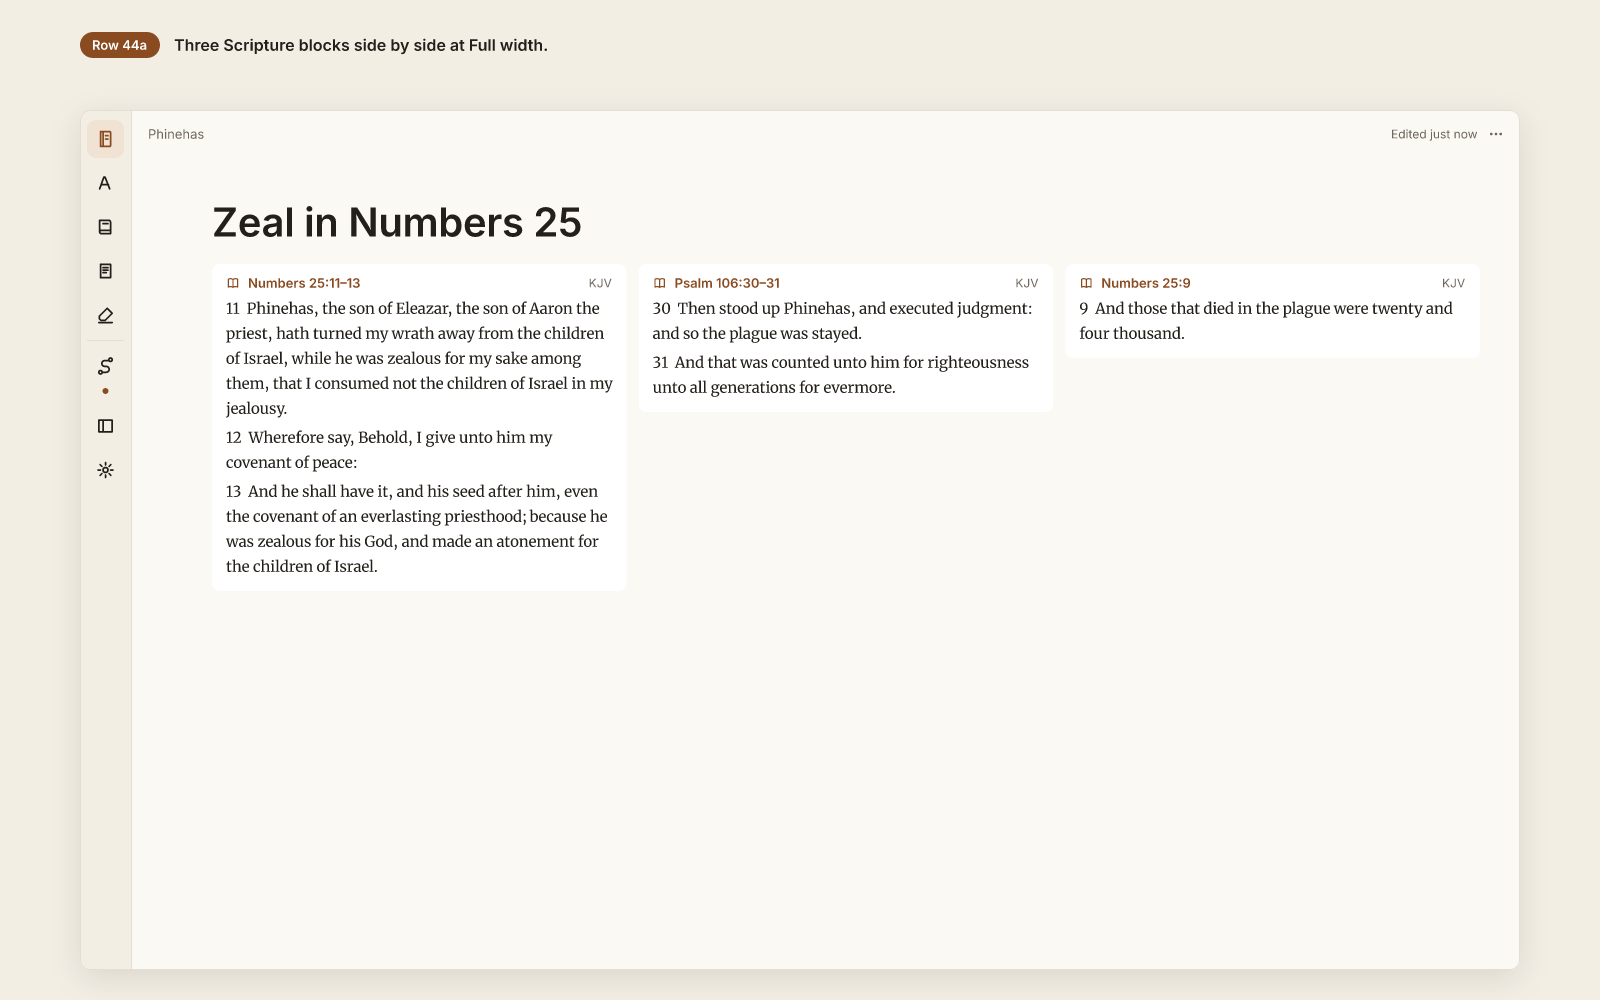 Row 44a
Three Scripture blocks side by side at Full width.
Phinehas
Edited just now
Zeal in Numbers 25
Numbers 25:11–13 KJV
11 Phinehas, the son of Eleazar, the son of Aaron the
priest, hath turned my wrath away from the children
of Israel, while he was zealous for my sake among
them, that I consumed not the children of Israel in my
jealousy.
12 Wherefore say, Behold, I give unto him my
covenant of peace:
13 And he shall have it, and his seed after him, even
the covenant of an everlasting priesthood; because he
was zealous for his God, and made an atonement for
the children of Israel.
Psalm 106:30–31 KJV
30 Then stood up Phinehas, and executed judgment:
and so the plague was stayed.
31 And that was counted unto him for righteousness
unto all generations for evermore.
Numbers 25:9 KJV
9 And those that died in the plague were twenty and
four thousand.